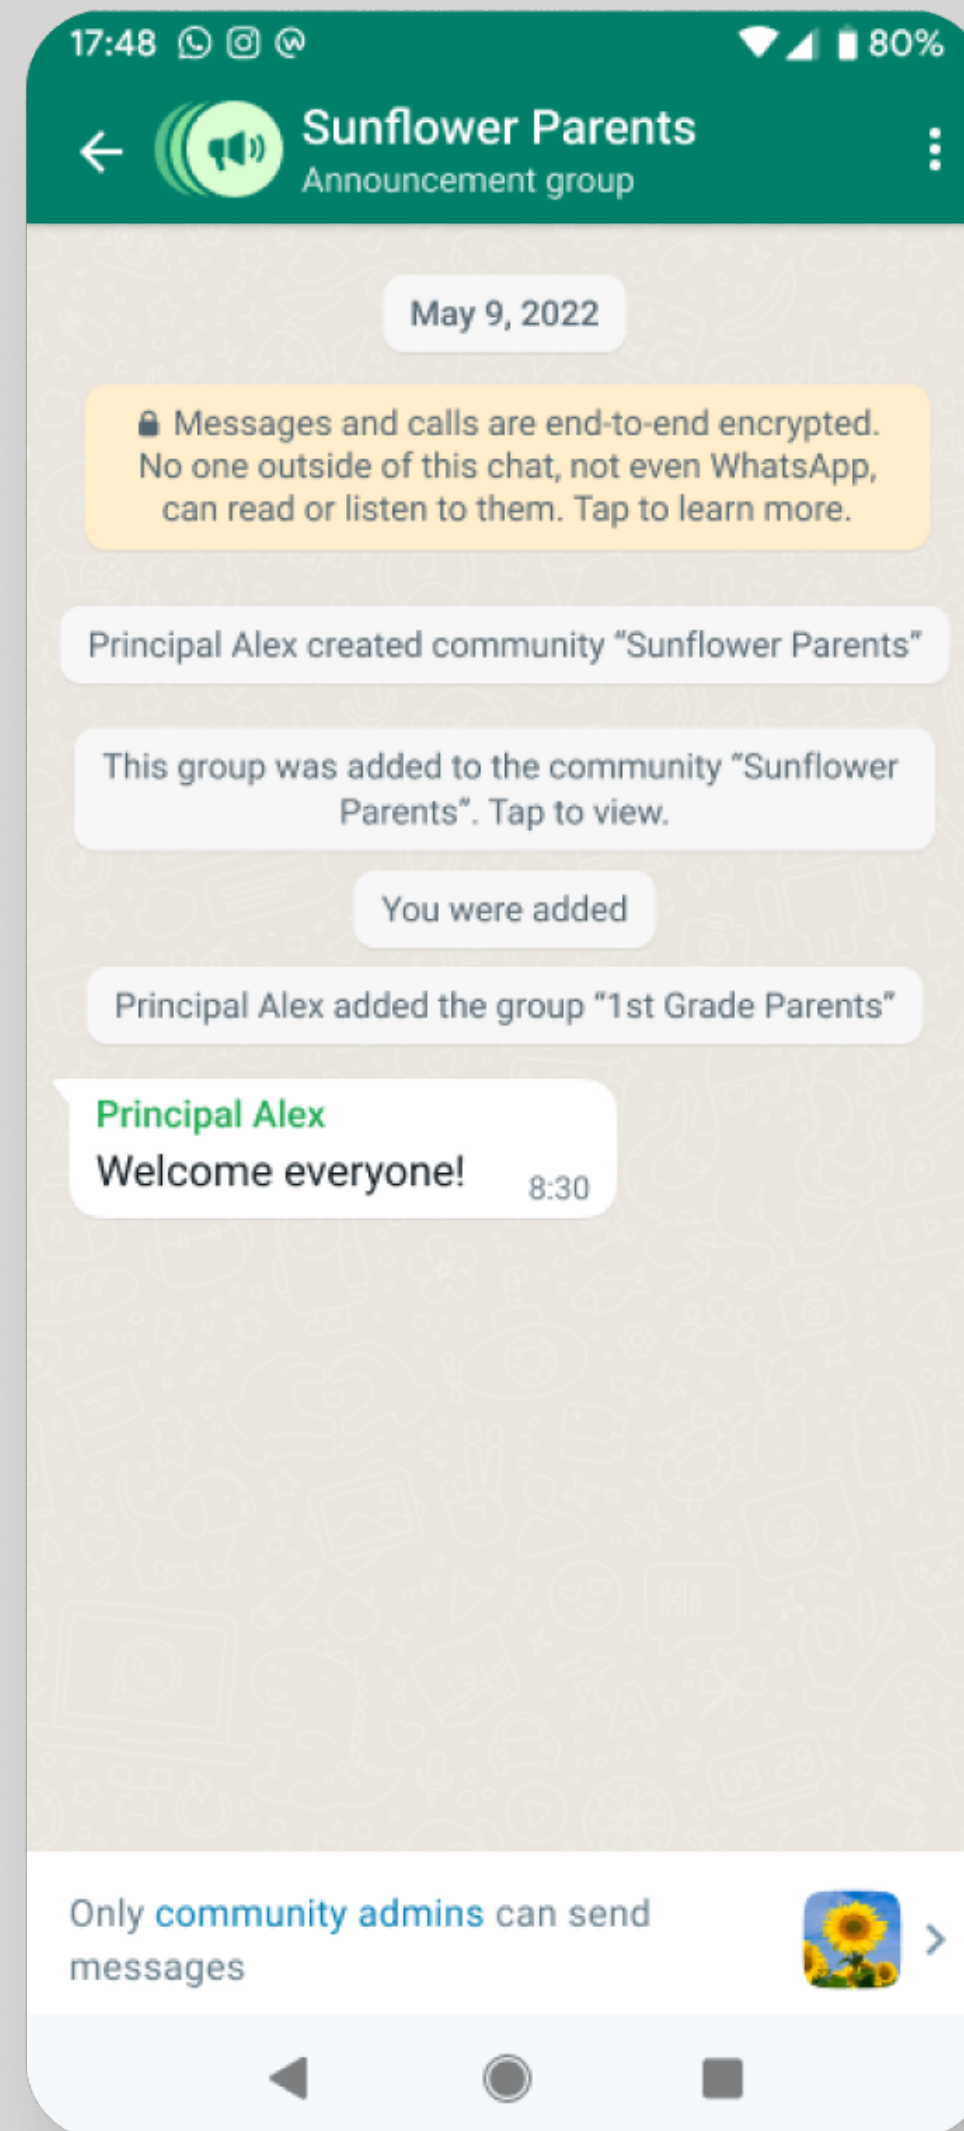 17:48
80%
Sunflower Parents
Announcement group
May 9, 2022
Messages and calls are end-to-end encrypted.
No one outside of this chat, not even WhatsApp,
can read or listen to them. Tap to learn more.
Principal Alex created community “Sunflower Parents”
This group was added to the community “Sunflower
Parents”. Tap to view.
You were added
Principal Alex added the group “1st Grade Parents”
Principal Alex
Welcome everyone!
8:30
Hi
09:28
Only community admins can send
messages